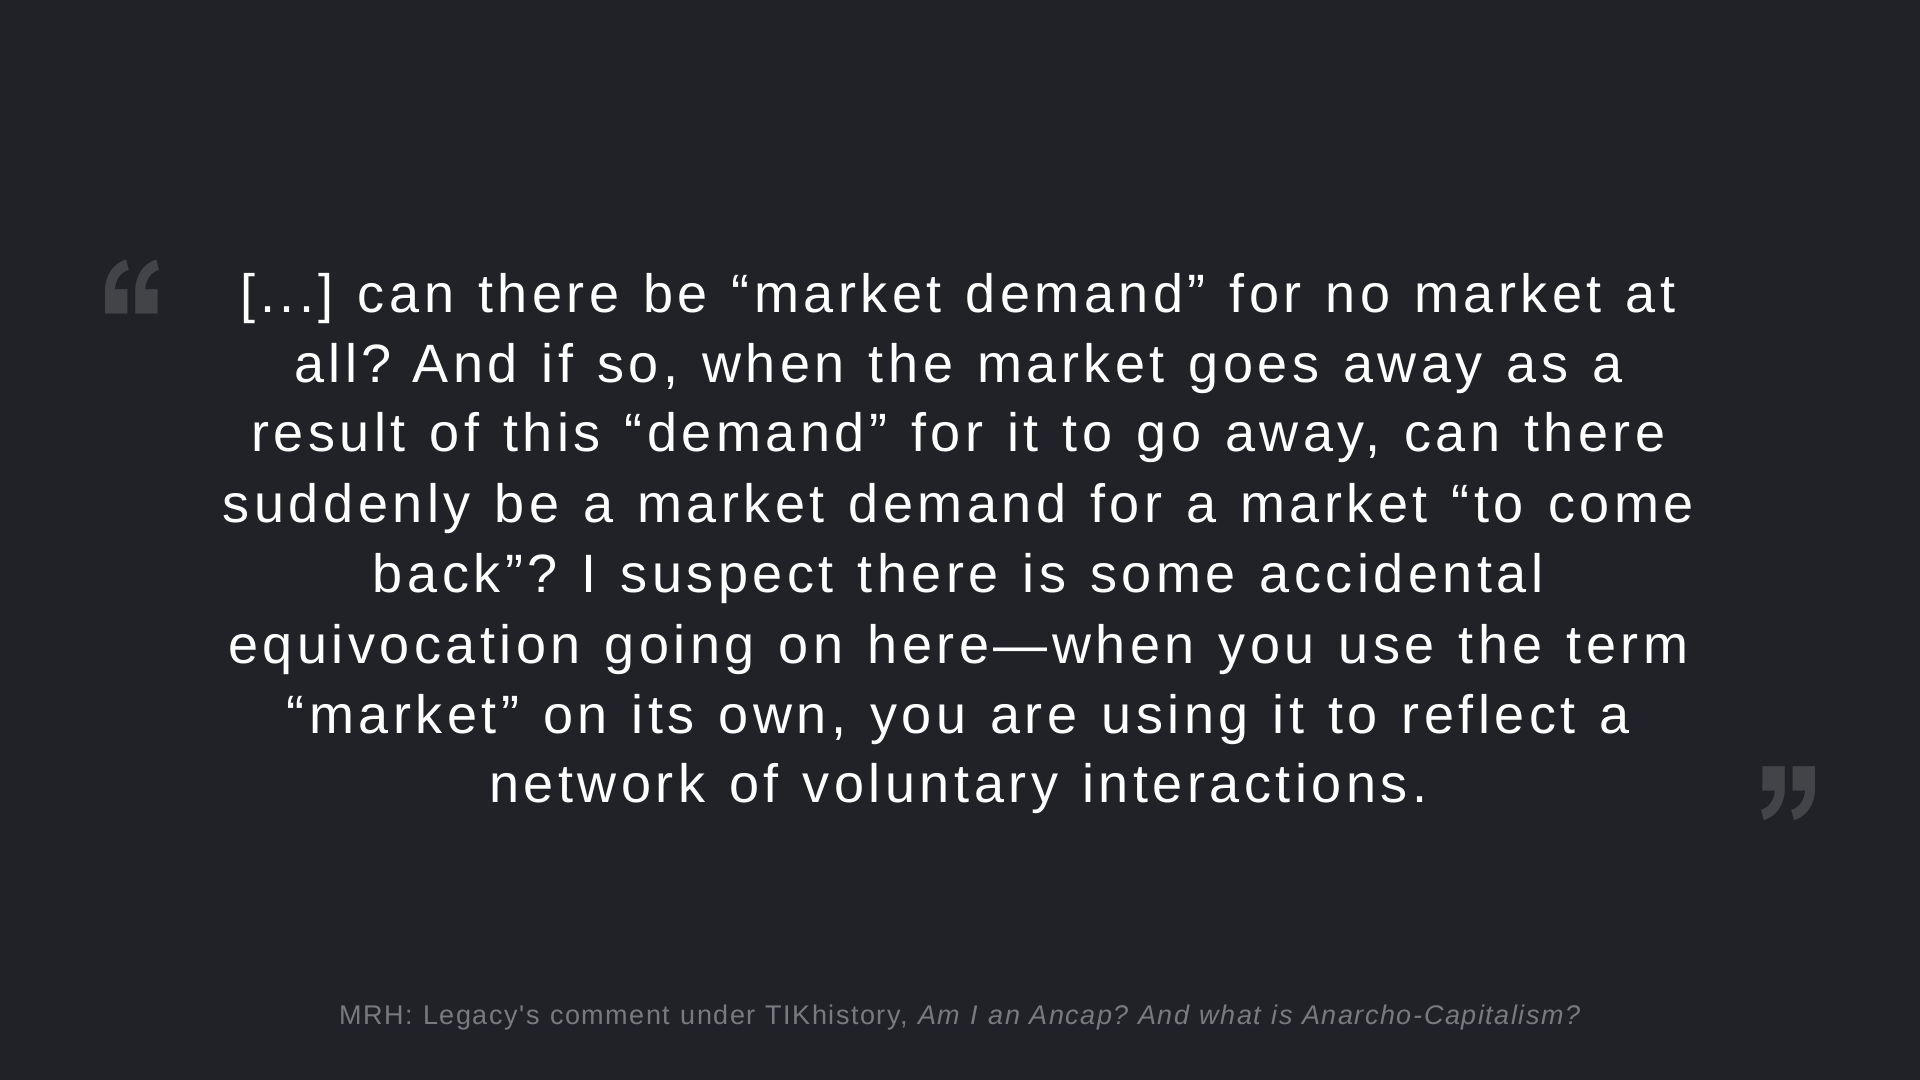 “
[...] can there be “market demand” for no market at
all? And if so, when the market goes away as a
result of this “demand” for it to go away, can there
suddenly be a market demand for a market “to come
back”? I suspect there is some accidental
equivocation going on here—when you use the term
“market” on its own, you are using it to reflect a
network of voluntary interactions.
”
MRH: Legacy's comment under TIKhistory, Am I an Ancap? And what is Anarcho-Capitalism?